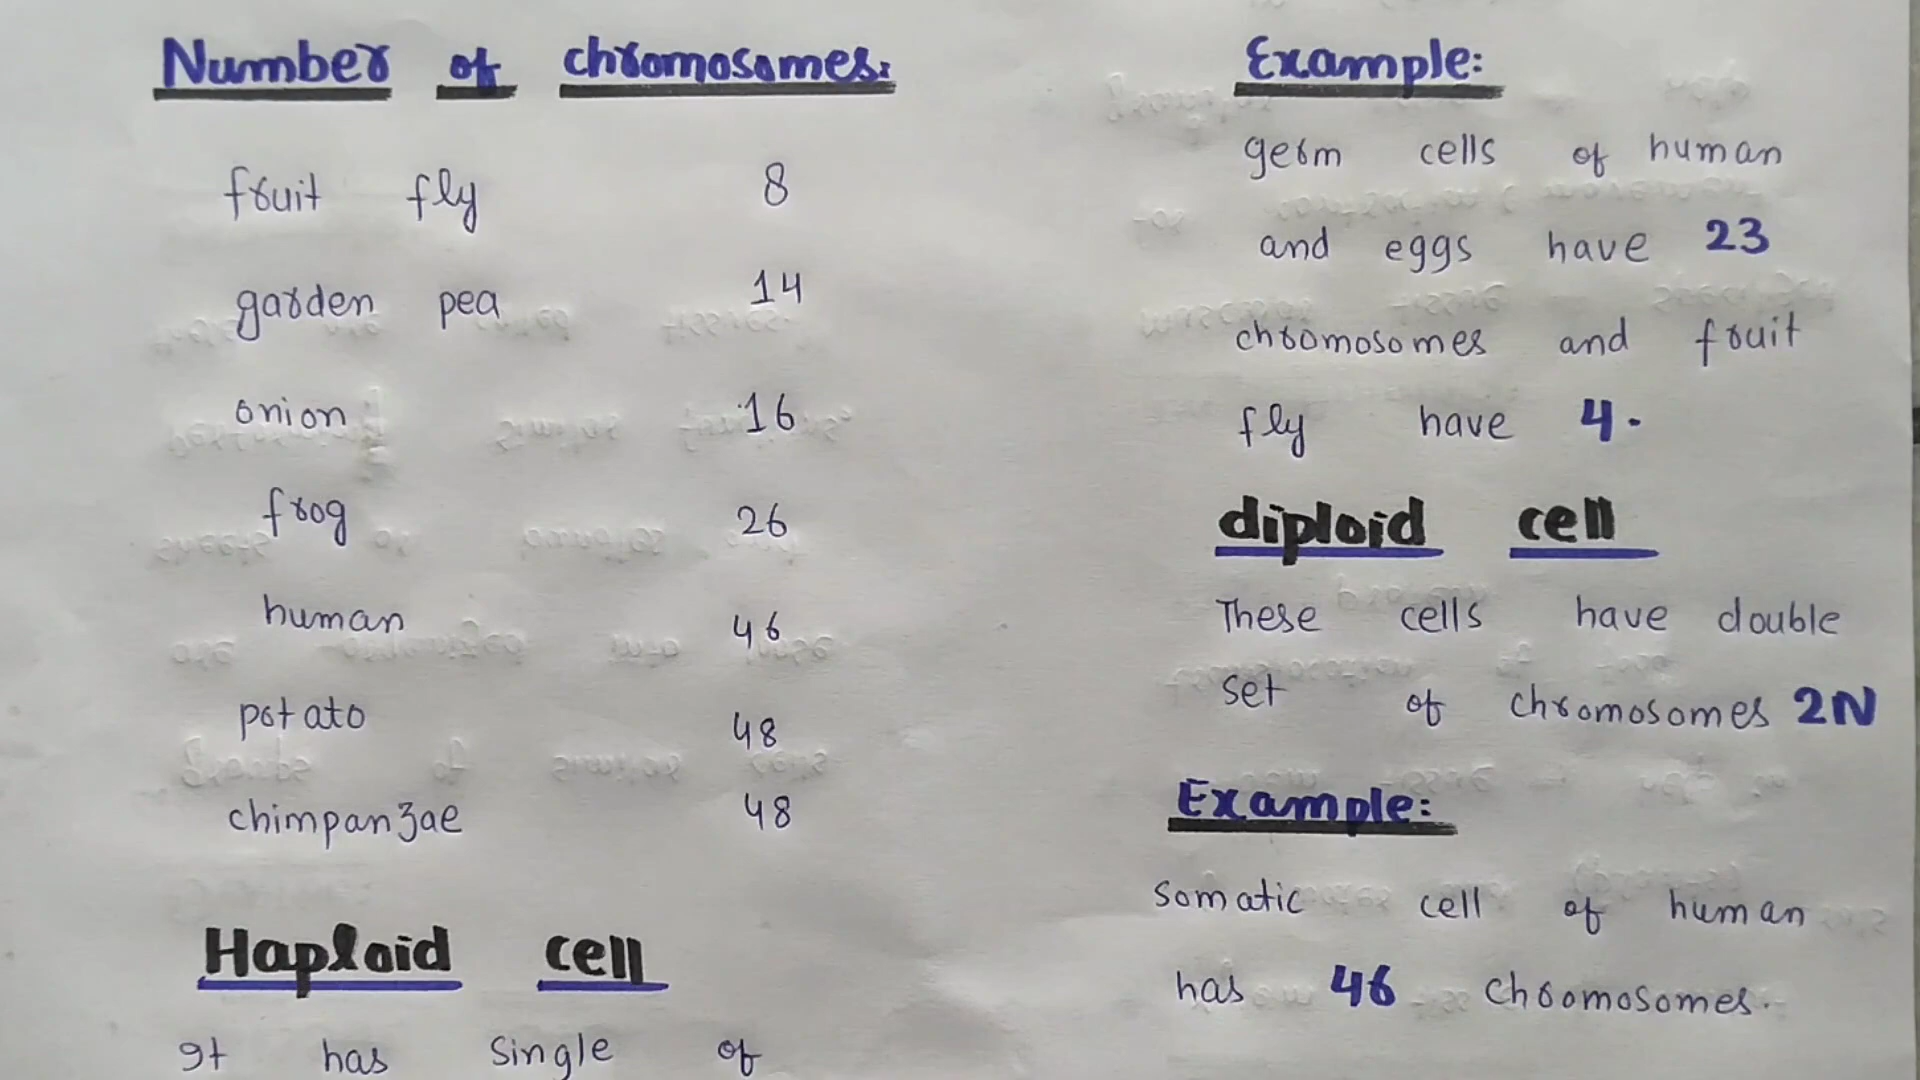 Number of chromosomes:
fruit fly 8
garden pea 14
onion 16
frog 26
human 46
potato 48
chimpanzae 48
Haploid cell
It has single of
Example:
germ cells of human
and eggs have 23
chromosomes and fruit
fly have 4.
diploid cell
These cells have double
set of chromosomes 2N
Example:
somatic cell of human
has 46 chromosomes.